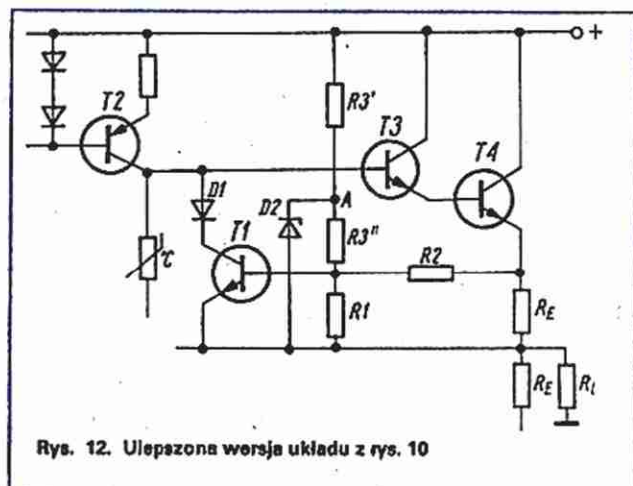 +
T2
R3'
T3
T4
D1
D2
A
T1
R3"
R2
°C
R1
RE
RE
RL
Rys. 12. Ulepszona wersja układu z rys. 10